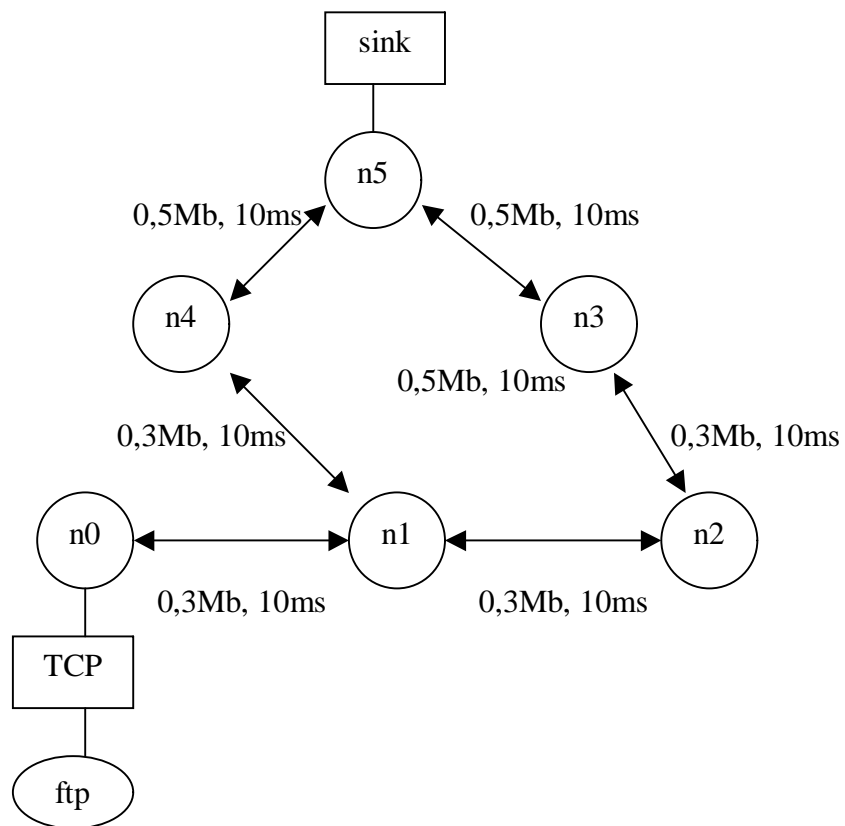 sink
n5
0,5Mb, 10ms
0,5Mb, 10ms
n4
n3
0,5Mb, 10ms
0,3Mb, 10ms
0,3Mb, 10ms
n0
n1
n2
0,3Mb, 10ms
0,3Mb, 10ms
TCP
ftp